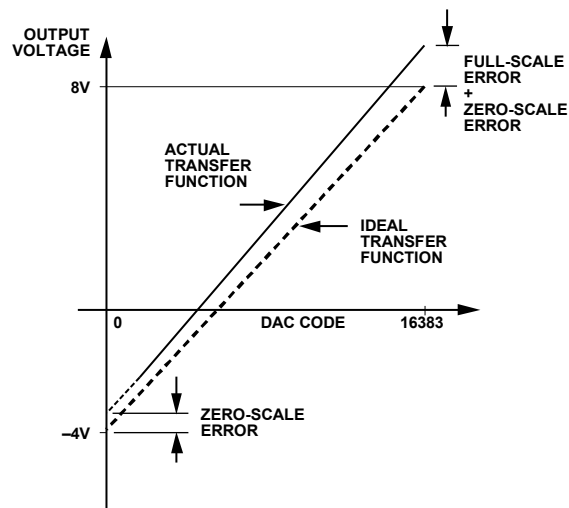 OUTPUT
VOLTAGE
8V
FULL-SCALE
ERROR
+
ZERO-SCALE
ERROR
ACTUAL
TRANSFER
FUNCTION
IDEAL
TRANSFER
FUNCTION
0
DAC CODE
16383
ZERO-SCALE
ERROR
–4V